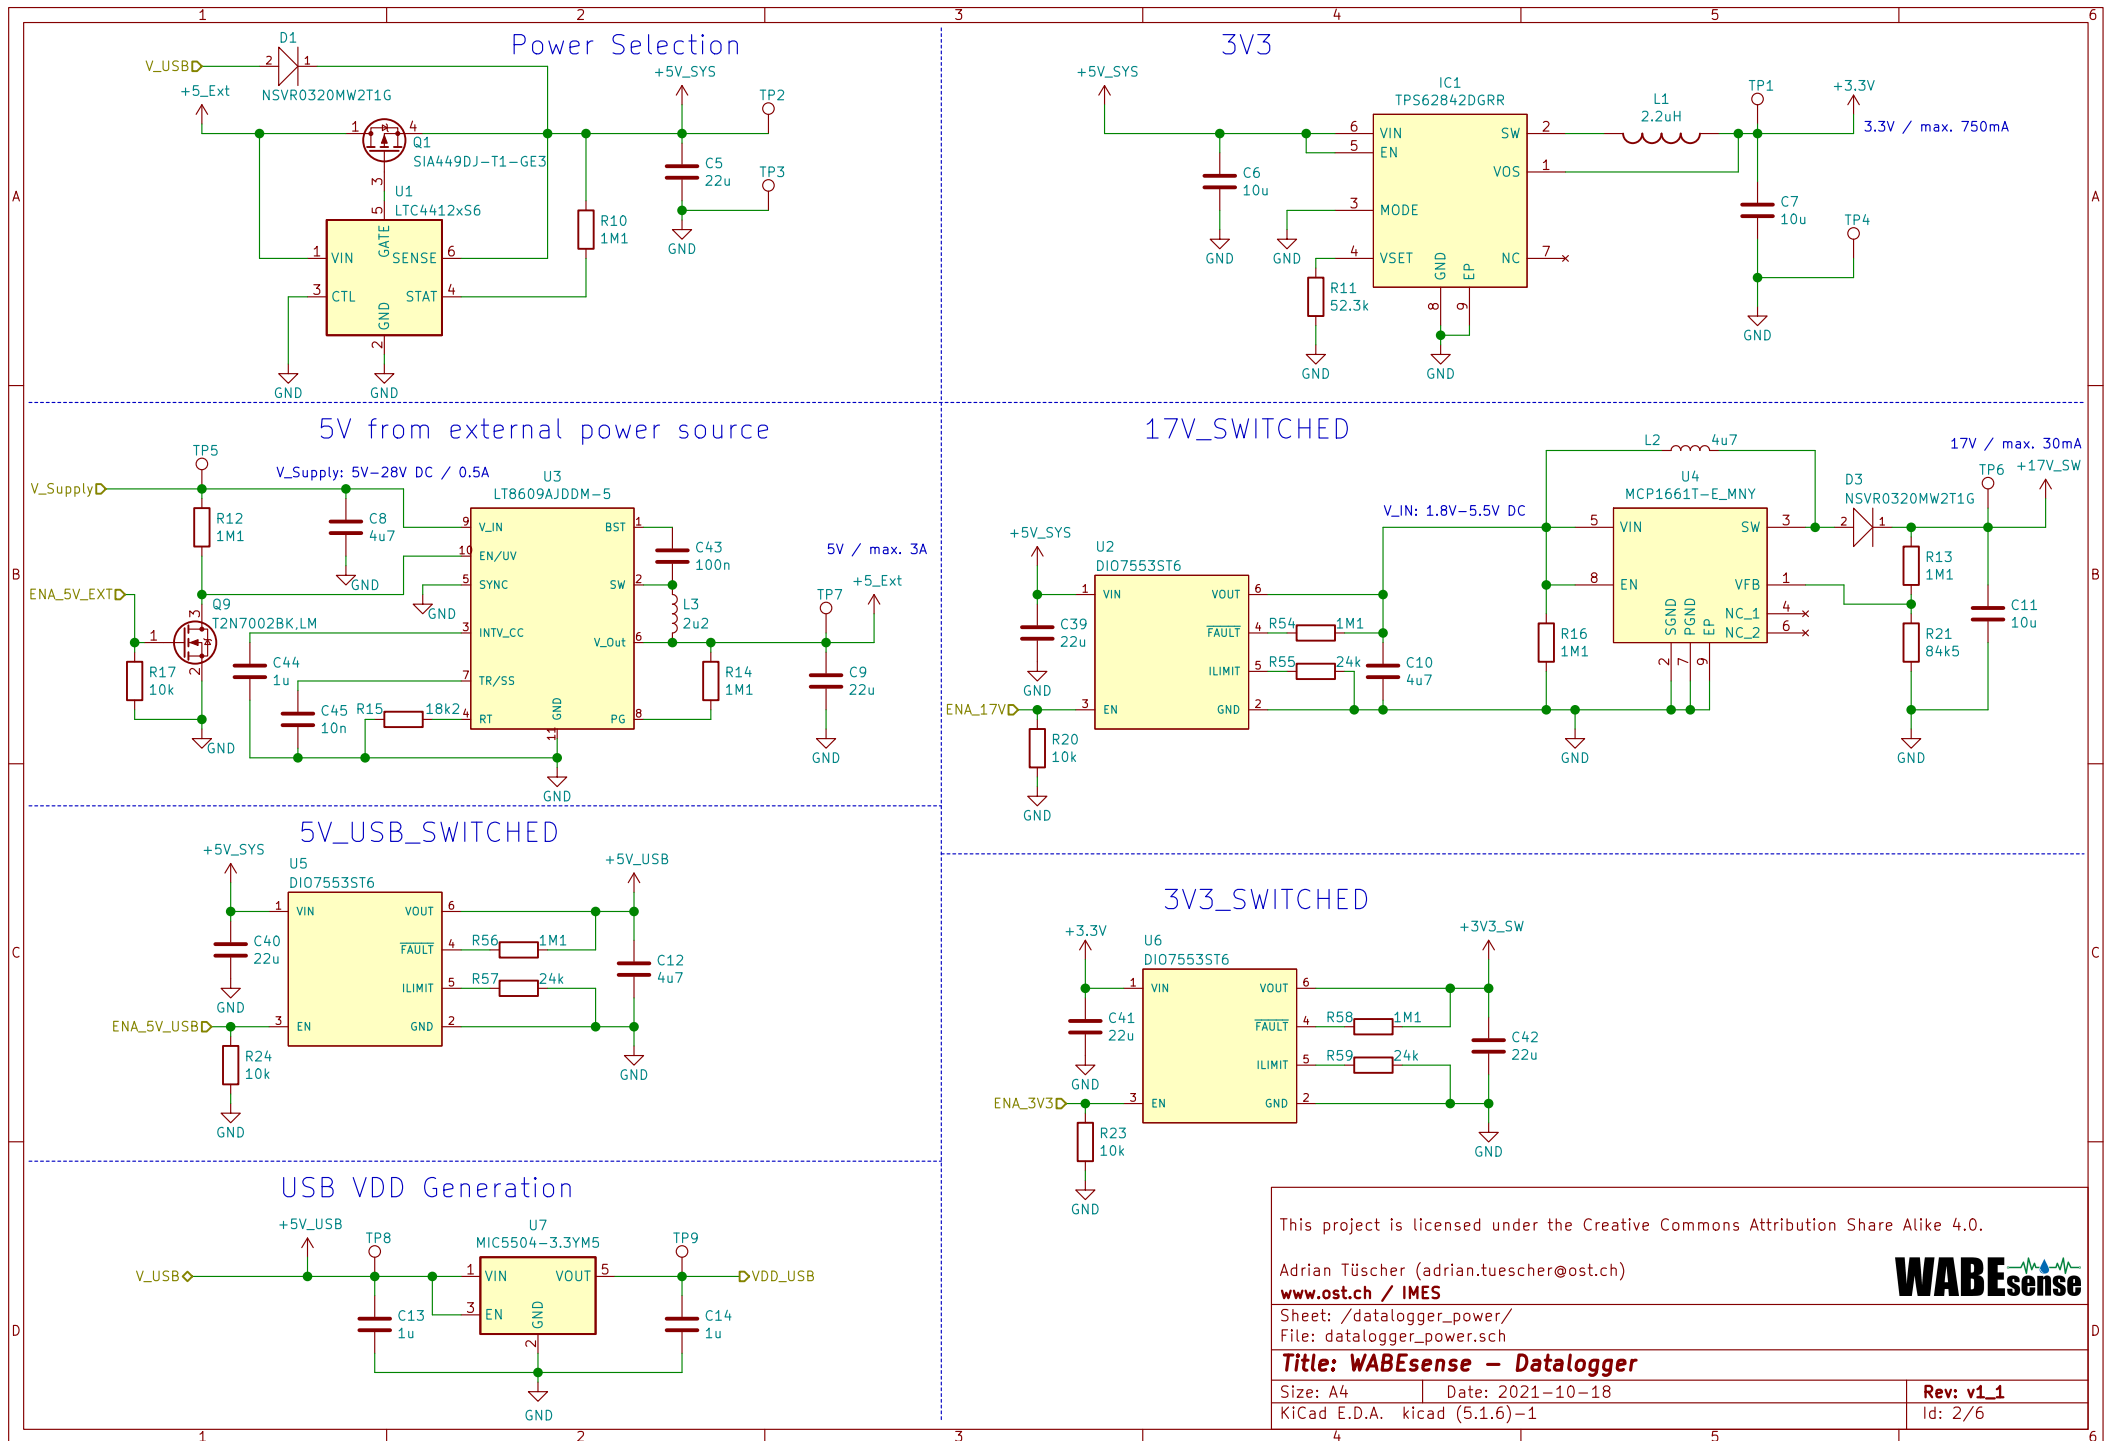 1 2 3 4 5 6
A
B
C
D
Power Selection
D1
V_USB
2 1
NSVR0320MW2T1G
+5_Ext
+5V_SYS
TP2
1 4
Q1
SIA449DJ-T1-GE3
3
C5
22u
TP3
GND
U1
LTC4412xS6
5
GATE
1 VIN
SENSE 6
3 CTL
STAT 4
GND
2
R10
1M1
GND
GND
3V3
+5V_SYS
IC1
TPS62842DGRR
L1
2.2uH
TP1
+3.3V
3.3V / max. 750mA
6 VIN
5 EN
SW 2
VOS 1
3 MODE
4 VSET
NC 7
GND
EP
8 9
C6
10u
GND
GND
R11
52.3k
GND
GND
C7
10u
TP4
GND
5V from external power source
TP5
V_Supply: 5V-28V DC / 0.5A
V_Supply
R12
1M1
C8
4u7
GND
U3
LT8609AJDDM-5
9 V_IN
10 EN/UV
5 SYNC
3 INTV_CC
7 TR/SS
4 RT
BST 1
SW 2
V_Out 6
PG 8
GND
11
GND
C43
100n
L3
2u2
5V / max. 3A
+5_Ext
TP7
ENA_5V_EXT
Q9
T2N7002BK,LM
1
3
2
R17
10k
GND
C44
1u
C45
10n
R15 18k2
R14
1M1
C9
22u
GND
GND
17V_SWITCHED
+5V_SYS
U2
DIO7553ST6
1 VIN
3 EN
VOUT 6
FAULT 4
ILIMIT 5
GND 2
C39
22u
GND
ENA_17V
R20
10k
GND
R54 1M1
R55 24k
C10
4u7
V_IN: 1.8V-5.5V DC
L2 4u7
U4
MCP1661T-E_MNY
5 VIN
8 EN
SW 3
VFB 1
NC_1 4
NC_2 6
SGND
PGND
EP
2 7 9
R16
1M1
GND
D3
NSVR0320MW2T1G
2 1
17V / max. 30mA
TP6
+17V_SW
R13
1M1
R21
84k5
C11
10u
GND
5V_USB_SWITCHED
+5V_SYS
U5
DIO7553ST6
+5V_USB
1 VIN
3 EN
VOUT 6
FAULT 4
ILIMIT 5
GND 2
C40
22u
GND
ENA_5V_USB
R24
10k
GND
R56 1M1
R57 24k
C12
4u7
GND
3V3_SWITCHED
+3.3V
U6
DIO7553ST6
+3V3_SW
1 VIN
3 EN
VOUT 6
FAULT 4
ILIMIT 5
GND 2
C41
22u
GND
ENA_3V3
R23
10k
GND
R58 1M1
R59 24k
C42
22u
GND
USB VDD Generation
+5V_USB
TP8
U7
MIC5504-3.3YM5
TP9
V_USB
1 VIN
3 EN
VOUT 5
GND
2
VDD_USB
C13
1u
C14
1u
GND
This project is licensed under the Creative Commons Attribution Share Alike 4.0.
Adrian Tüscher (adrian.tuescher@ost.ch)
www.ost.ch / IMES
WABEsense
Sheet: /datalogger_power/
File: datalogger_power.sch
Title: WABEsense – Datalogger
Size: A4
Date: 2021-10-18
Rev: v1_1
KiCad E.D.A. kicad (5.1.6)-1
Id: 2/6
1 2 3 4 5 6
A
B
C
D